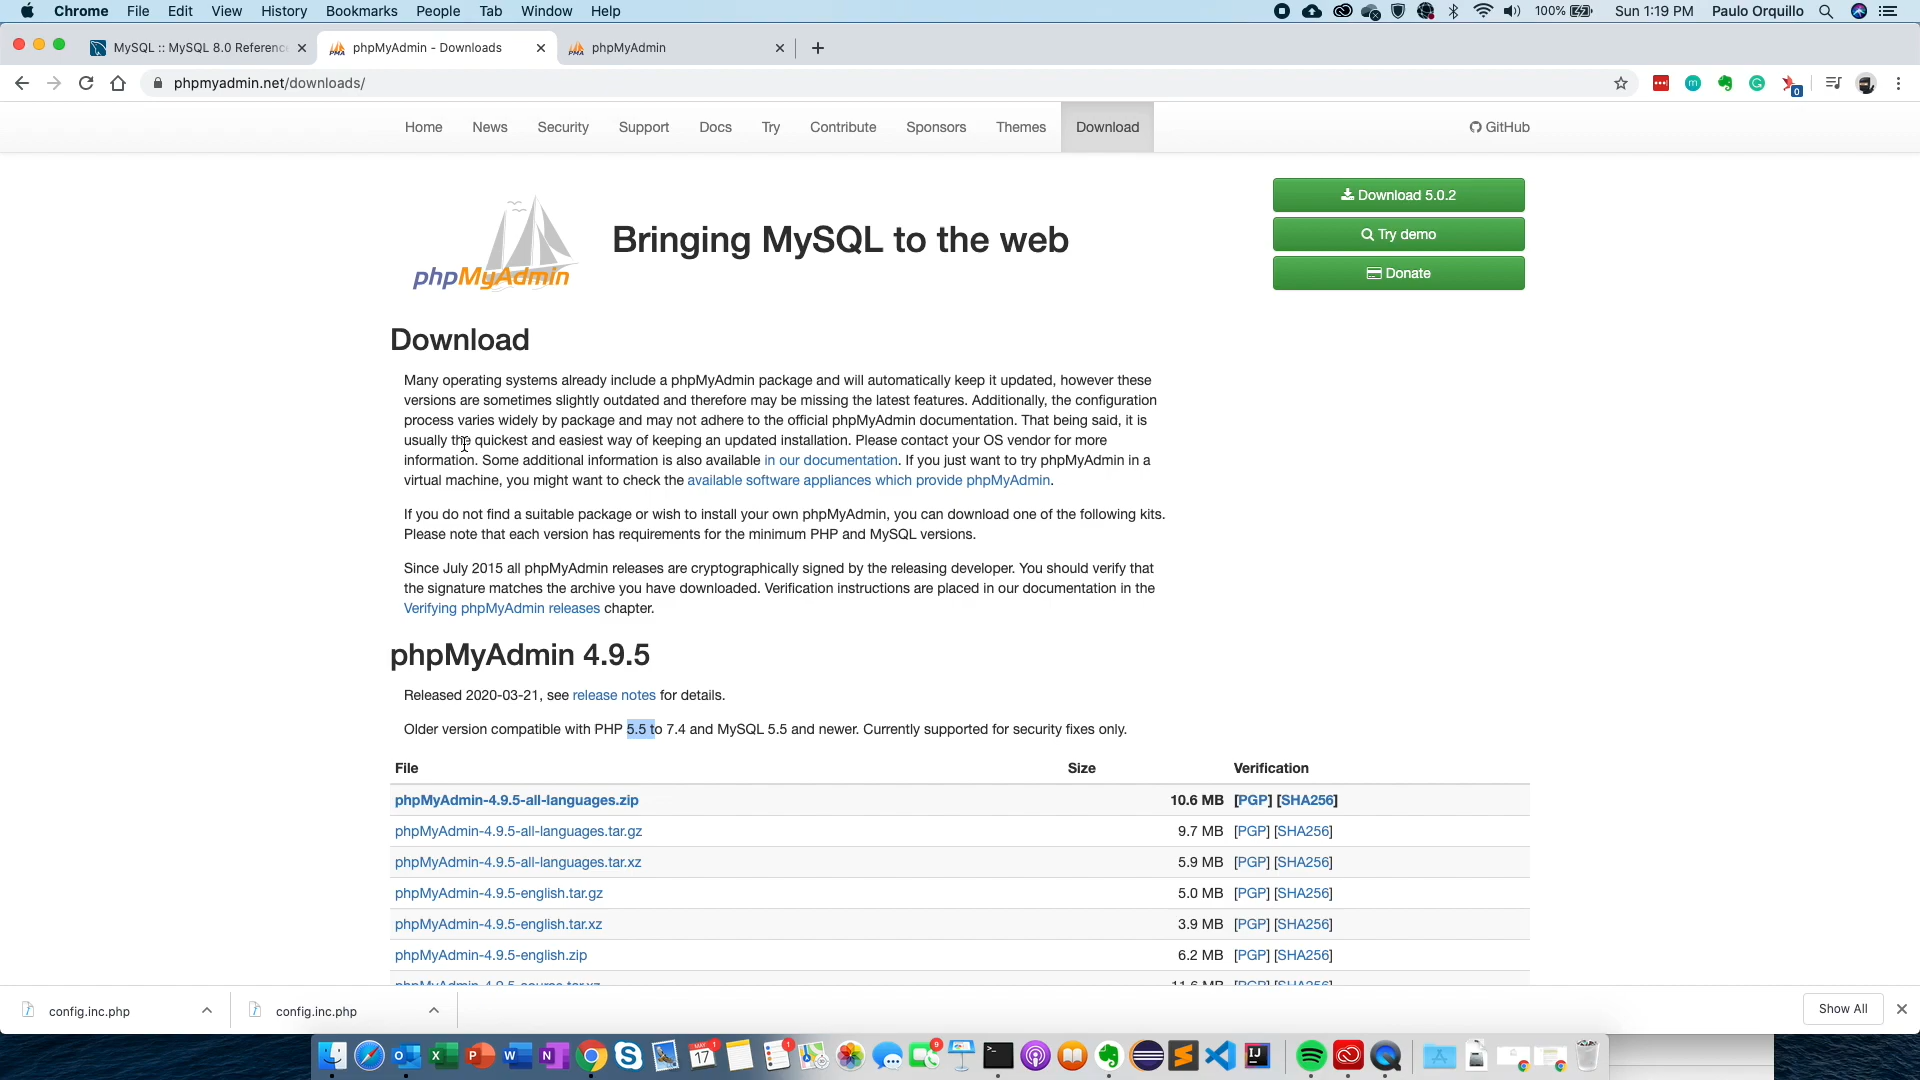 Chrome File Edit View History Bookmarks People Tab Window Help 100% Sun 1:19 PM Paulo Orquillo
MySQL :: MySQL 8.0 Reference phpMyAdmin - Downloads phpMyAdmin
phpmyadmin.net/downloads/
Home News Security Support Docs Try Contribute Sponsors Themes Download GitHub
phpMyAdmin
Bringing MySQL to the web
Download 5.0.2
Try demo
Donate
Download
Many operating systems already include a phpMyAdmin package and will automatically keep it updated, however these
versions are sometimes slightly outdated and therefore may be missing the latest features. Additionally, the configuration
process varies widely by package and may not adhere to the official phpMyAdmin documentation. That being said, it is
usually the quickest and easiest way of keeping an updated installation. Please contact your OS vendor for more
information. Some additional information is also available in our documentation. If you just want to try phpMyAdmin in a
virtual machine, you might want to check the available software appliances which provide phpMyAdmin.
If you do not find a suitable package or wish to install your own phpMyAdmin, you can download one of the following kits.
Please note that each version has requirements for the minimum PHP and MySQL versions.
Since July 2015 all phpMyAdmin releases are cryptographically signed by the releasing developer. You should verify that
the signature matches the archive you have downloaded. Verification instructions are placed in our documentation in the
Verifying phpMyAdmin releases chapter.
phpMyAdmin 4.9.5
Released 2020-03-21, see release notes for details.
Older version compatible with PHP 5.5 to 7.4 and MySQL 5.5 and newer. Currently supported for security fixes only.
File Size Verification
phpMyAdmin-4.9.5-all-languages.zip 10.6 MB [PGP] [SHA256]
phpMyAdmin-4.9.5-all-languages.tar.gz 9.7 MB [PGP] [SHA256]
phpMyAdmin-4.9.5-all-languages.tar.xz 5.9 MB [PGP] [SHA256]
phpMyAdmin-4.9.5-english.tar.gz 5.0 MB [PGP] [SHA256]
phpMyAdmin-4.9.5-english.tar.xz 3.9 MB [PGP] [SHA256]
phpMyAdmin-4.9.5-english.zip 6.2 MB [PGP] [SHA256]
phpMyAdmin-4.9.5-source.tar.xz 11.6 MB [PGP] [SHA256]
config.inc.php config.inc.php Show All